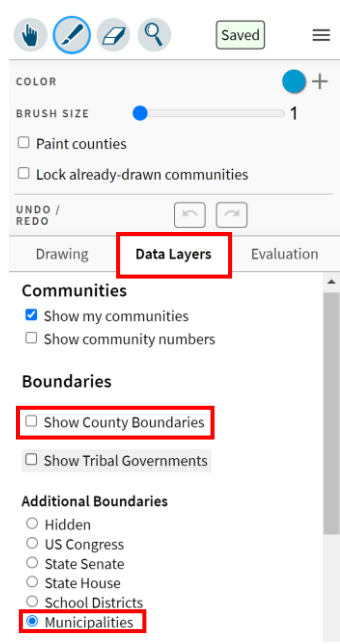 Saved
COLOR
BRUSH SIZE 1
Paint counties
Lock already-drawn communities
UNDO /
REDO
Drawing Data Layers Evaluation
Communities
Show my communities
Show community numbers
Boundaries
Show County Boundaries
Show Tribal Governments
Additional Boundaries
Hidden
US Congress
State Senate
State House
School Districts
Municipalities